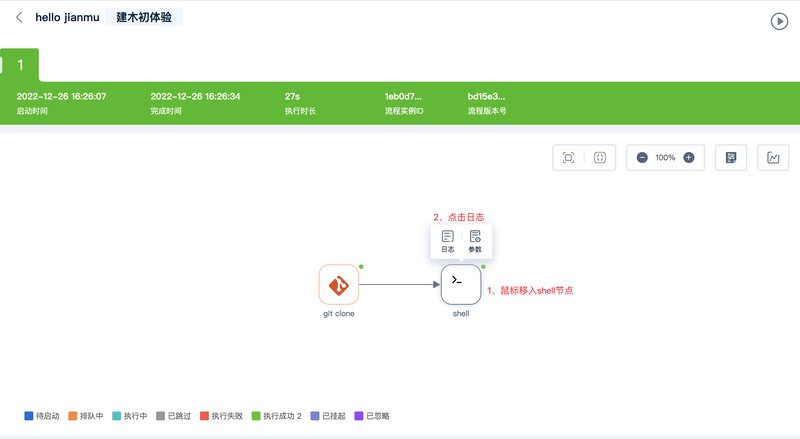 hello jianmu 建木初体验
1
2022-12-26 16:26:07 2022-12-26 16:26:34 27s 1eb0d7... bd15e3...
启动时间 完成时间 执行时长 流程实例ID 流程版本号
100%
2、点击日志
日志 参数
1、鼠标移入shell节点
git clone shell
待启动 排队中 执行中 已跳过 执行失败 执行成功 2 已挂起 已忽略